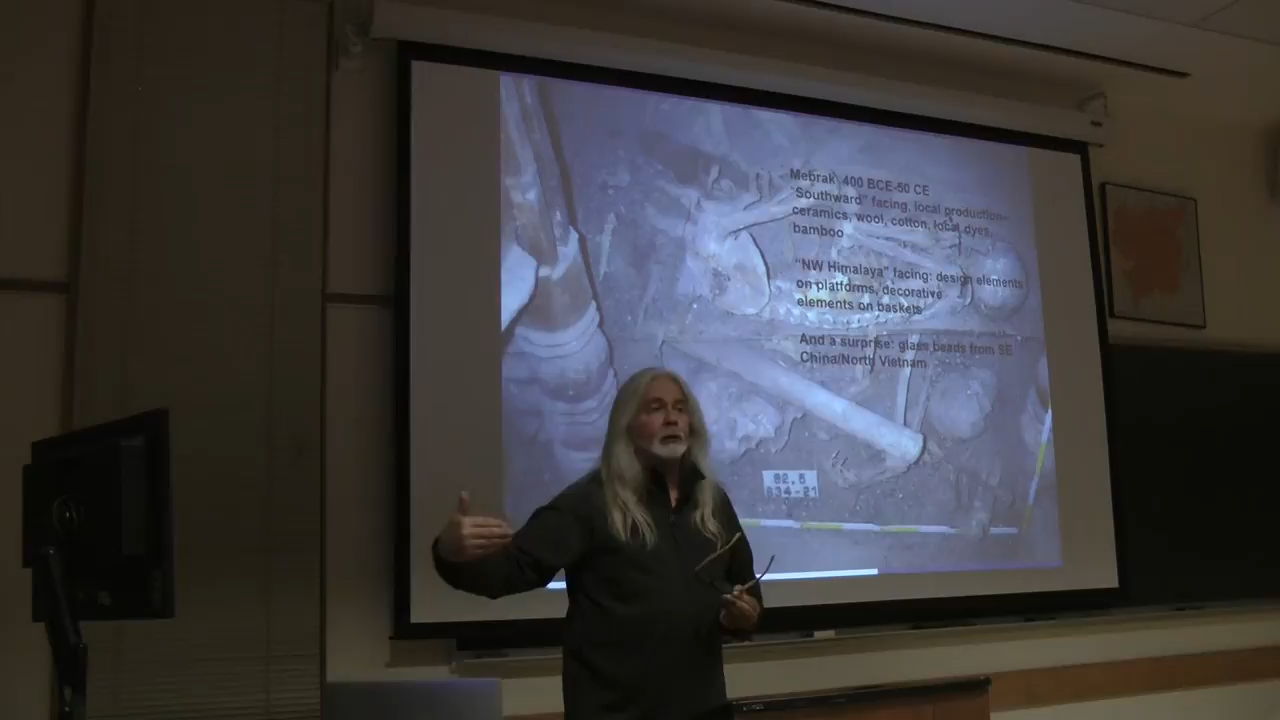 Mebrak 400 BCE-50 CE
"Southward" facing, local production–
ceramics, wool, cotton, local dyes,
bamboo
"NW Himalaya" facing: design elements
on platforms, decorative
elements on baskets
And a surprise: glass beads from SE
China/North Vietnam
82.5
834-21